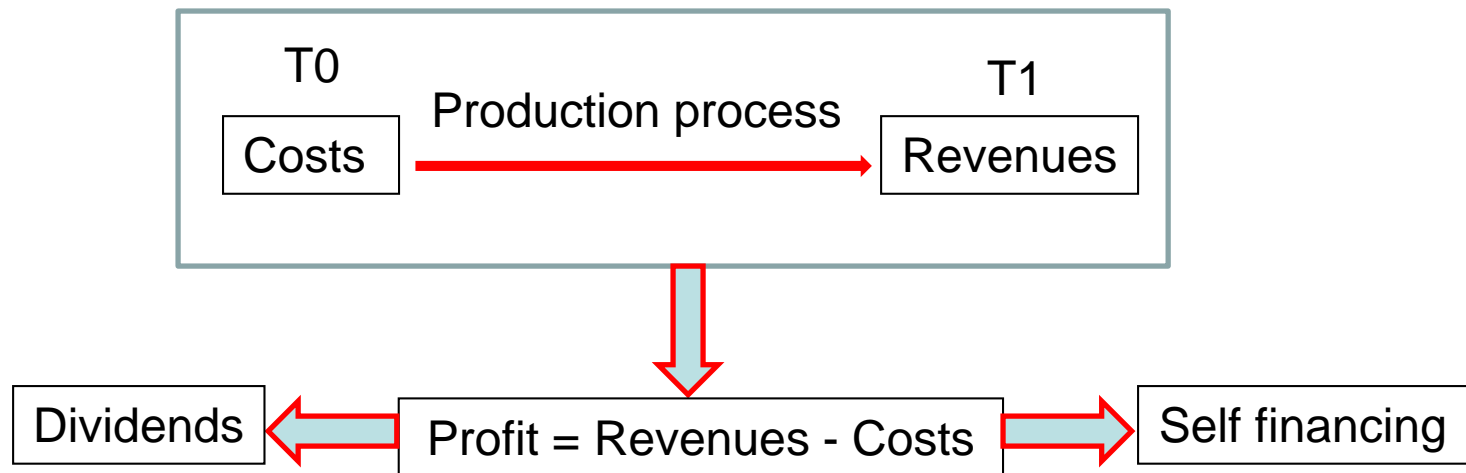 T0
T1
Production process
Costs
Revenues
Dividends
Profit = Revenues - Costs
Self financing